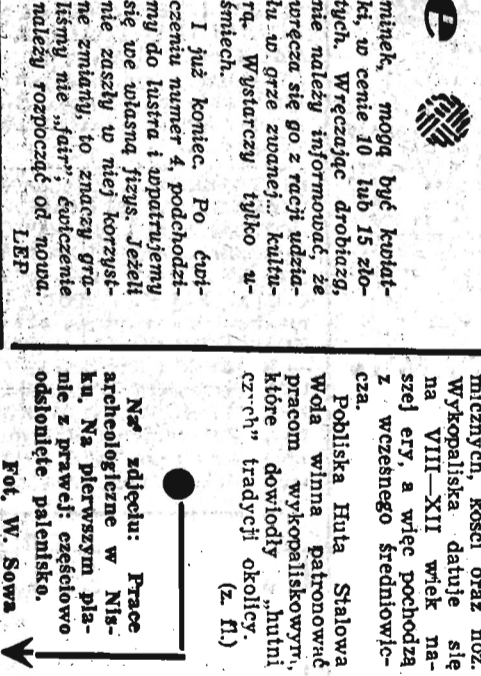 e
minek, mogą być kwiat-
ki, w cenie 10 lub 15 zło-
tych. Wręczając drobiazg,
nie należy informować, że
wręcza się go z racji udzia-
łu w grze zwanej... kultu-
rą. Wystarczy tylko u-
śmiech.
I już koniec. Po ćwi-
czeniu numer 4, podchodzi-
my do lustra i wpatrujemy
się we własną fizys. Jeżeli
nie zaszły w niej korzyst-
ne zmiany, to znaczy gra-
liśmy nie „fair”: ćwiczenie
należy rozpocząć od nowa.
LEP
micznych, kości oraz noż.
Wykopaliska datuje się
na VIII—XII wiek na-
szej ery, a więc pochodzą
z wczesnego średniowie-
cza.
Pobliska Huta Stalowa
Wola winna patronować
pracom wykopaliskowym,
które dowiodły „hutni
czych” tradycji okolicy.
(z. fl.)
Na zdjęciu: Prace
archeologiczne w Nis-
ku. Na pierwszym pla-
nie z prawej: częściowo
odsłonięte palenisko.
Fot. W. Sowa